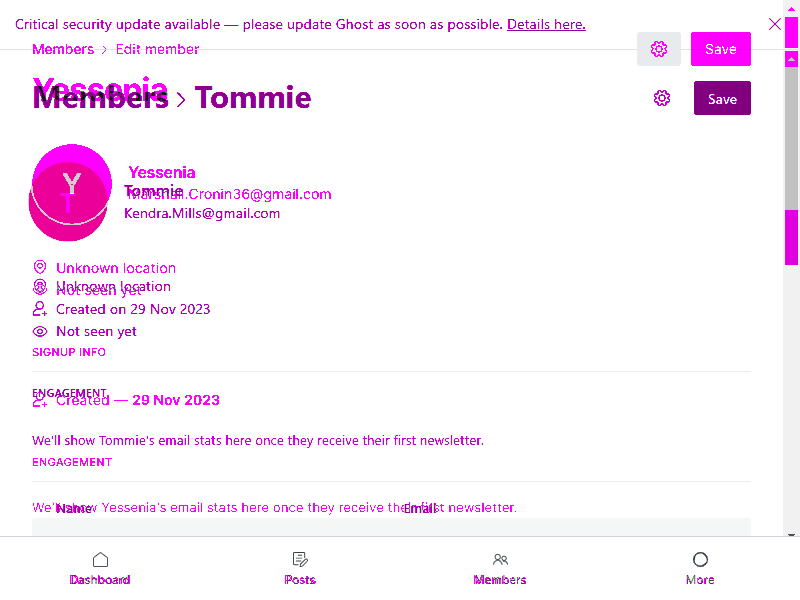 Critical security update available — please update Ghost as soon as possible. Details here.
Members > Edit member
Save
Yessenia
Members > Tommie
Save
Y
T
Yessenia
Tommie
Marshall.Cronin36@gmail.com
Kendra.Mills@gmail.com
Unknown location
Unknown location
Not seen yet
Created on 29 Nov 2023
Not seen yet
SIGNUP INFO
ENGAGEMENT
Created — 29 Nov 2023
We'll show Tommie's email stats here once they receive their first newsletter.
ENGAGEMENT
We'll show Yessenia's email stats here once they receive their first newsletter.
Name Email
Dashboard Posts Members More